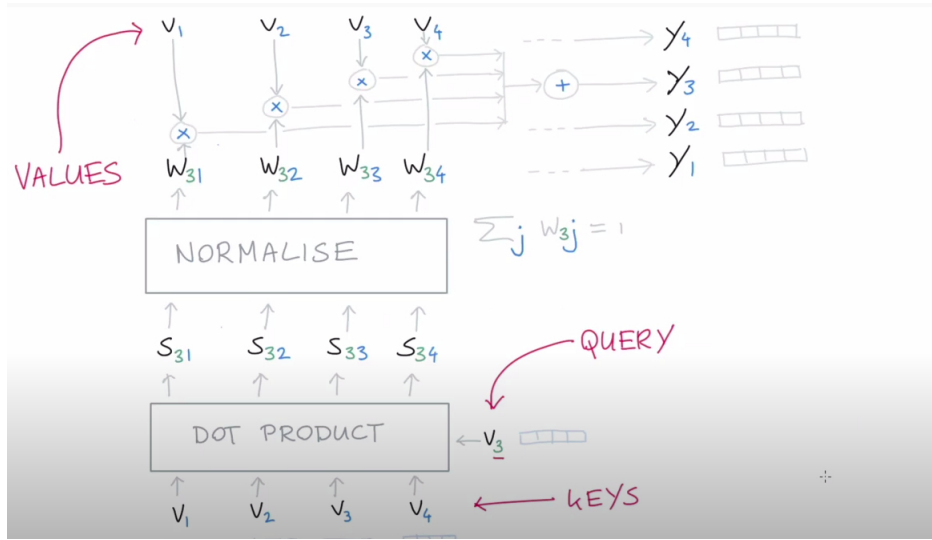 V1 V2 V3 V4
Y4
Y3
Y2
Y1
x x x x +
VALUES
W31 W32 W33 W34
NORMALISE
∑j W3j = 1
S31 S32 S33 S34
QUERY
DOT PRODUCT
V3
V1 V2 V3 V4
KEYS